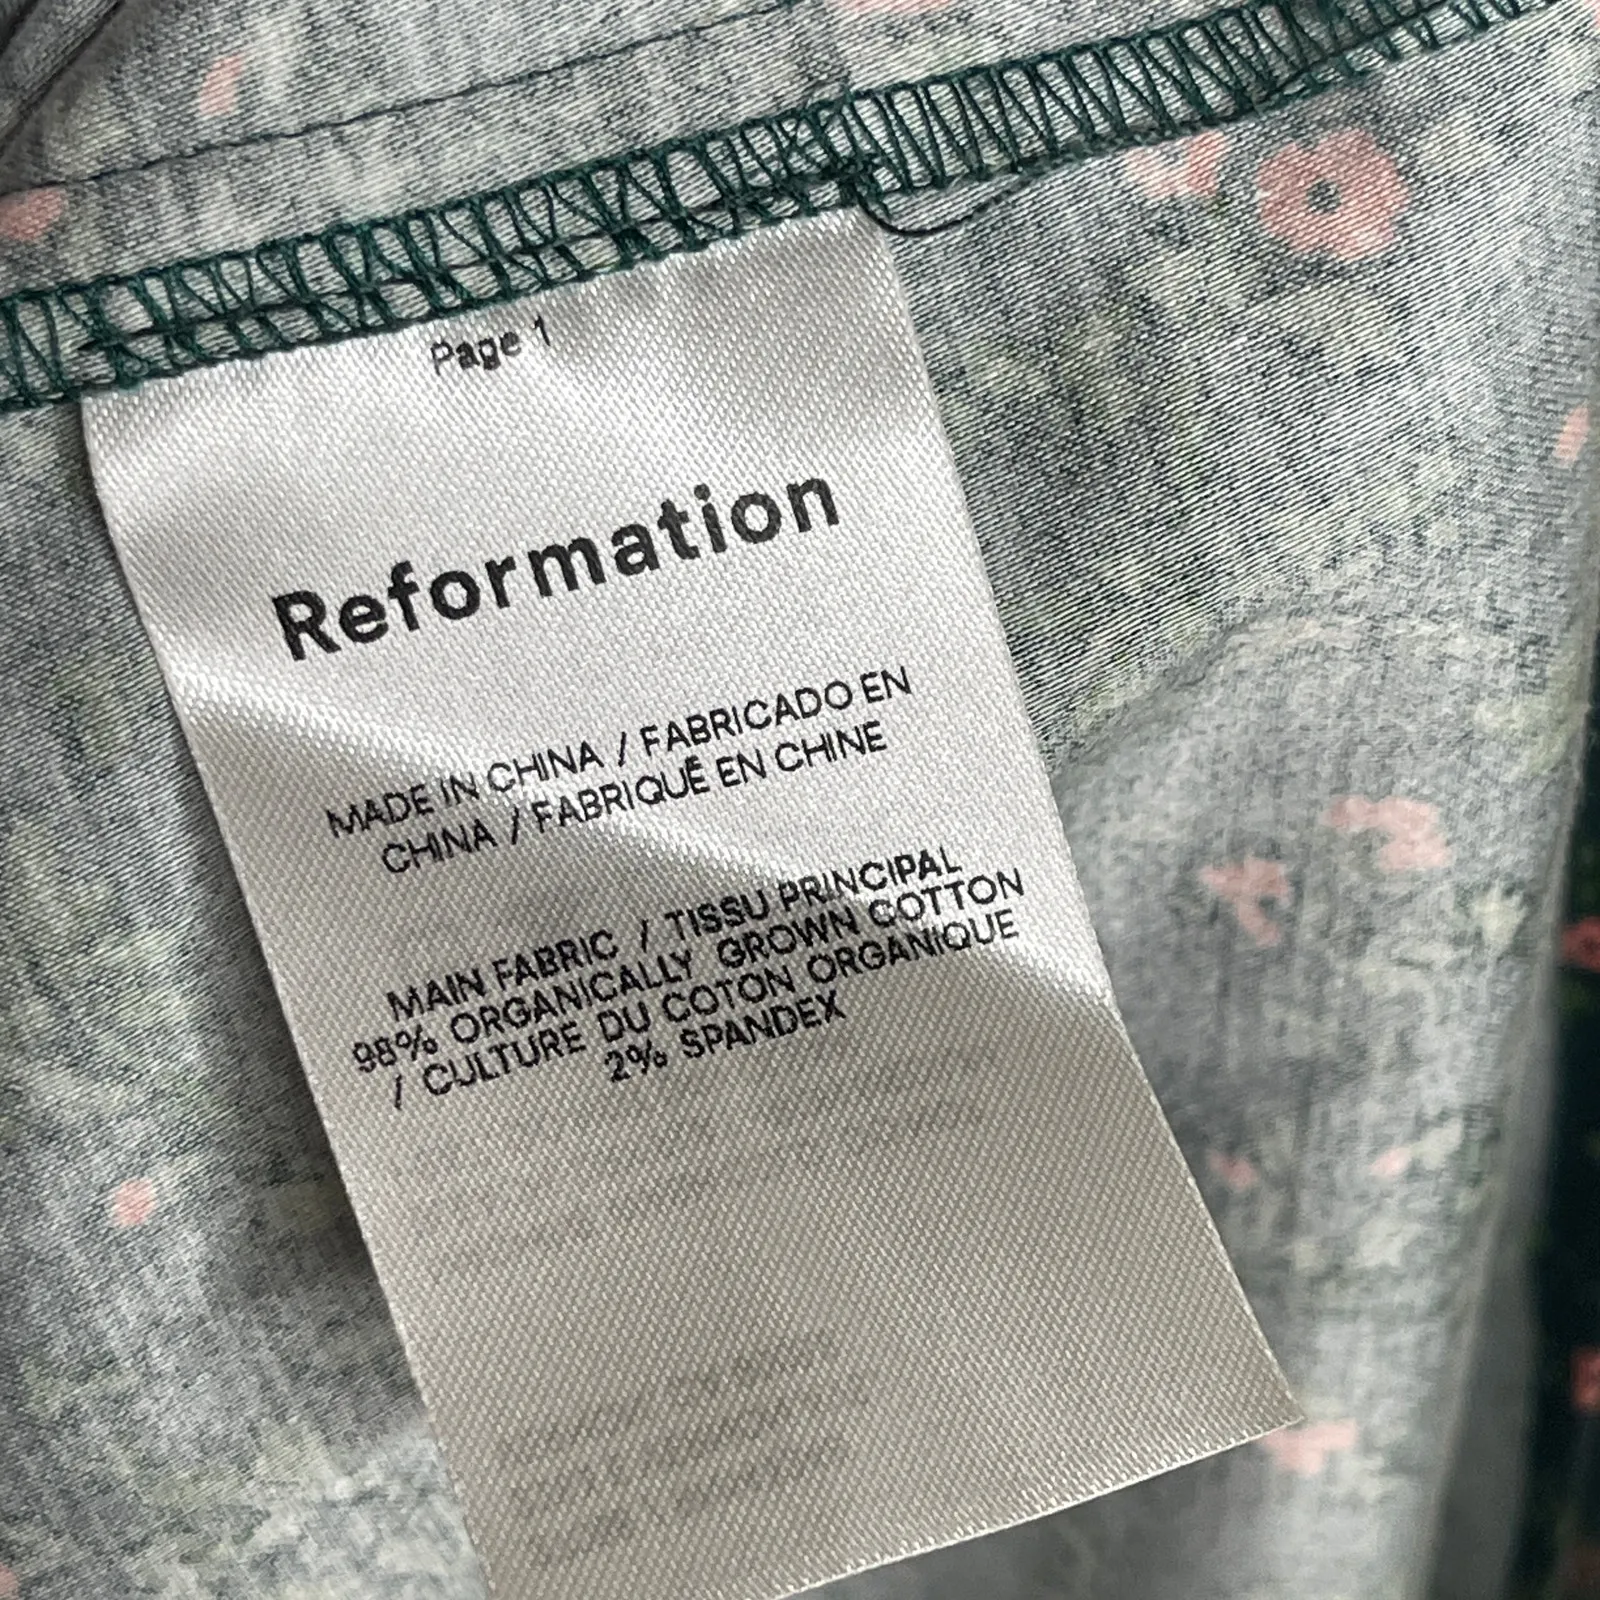 Page 1
Reformation
MADE IN CHINA / FABRICADO EN
CHINA / FABRIQUÉ EN CHINE
MAIN FABRIC / TISSU PRINCIPAL
98% ORGANICALLY GROWN COTTON
/ CULTURE DU COTON ORGANIQUE
2% SPANDEX